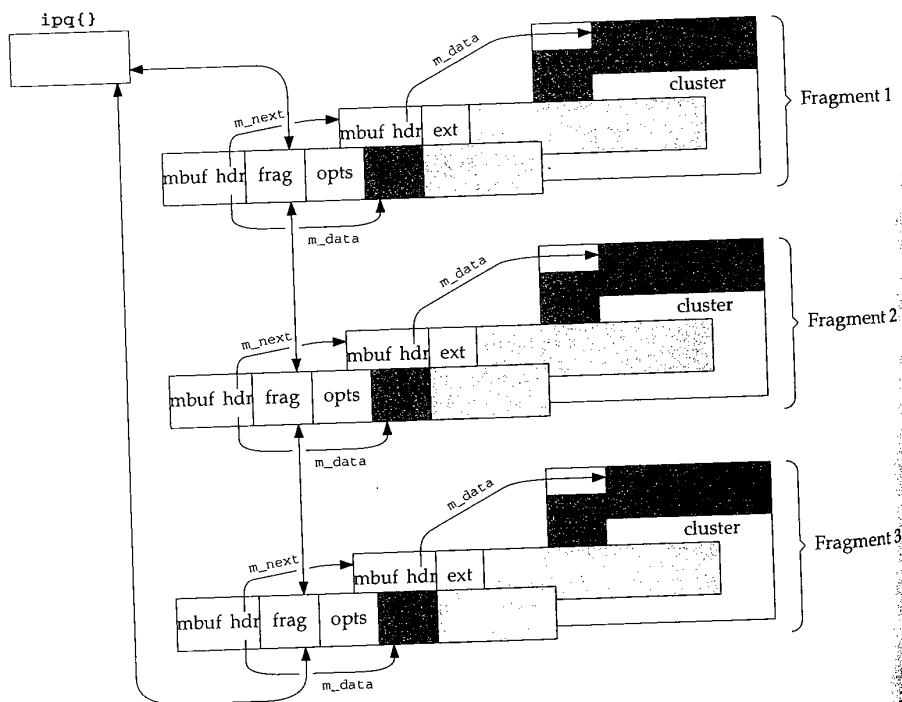 ipq{}
m_data
cluster
Fragment 1
m_next
mbuf hdr ext
mbuf hdr frag opts
m_data
m_data
cluster
Fragment 2
m_next
mbuf hdr ext
mbuf hdr frag opts
m_data
m_data
cluster
Fragment 3
m_next
mbuf hdr ext
mbuf hdr frag opts
m_data